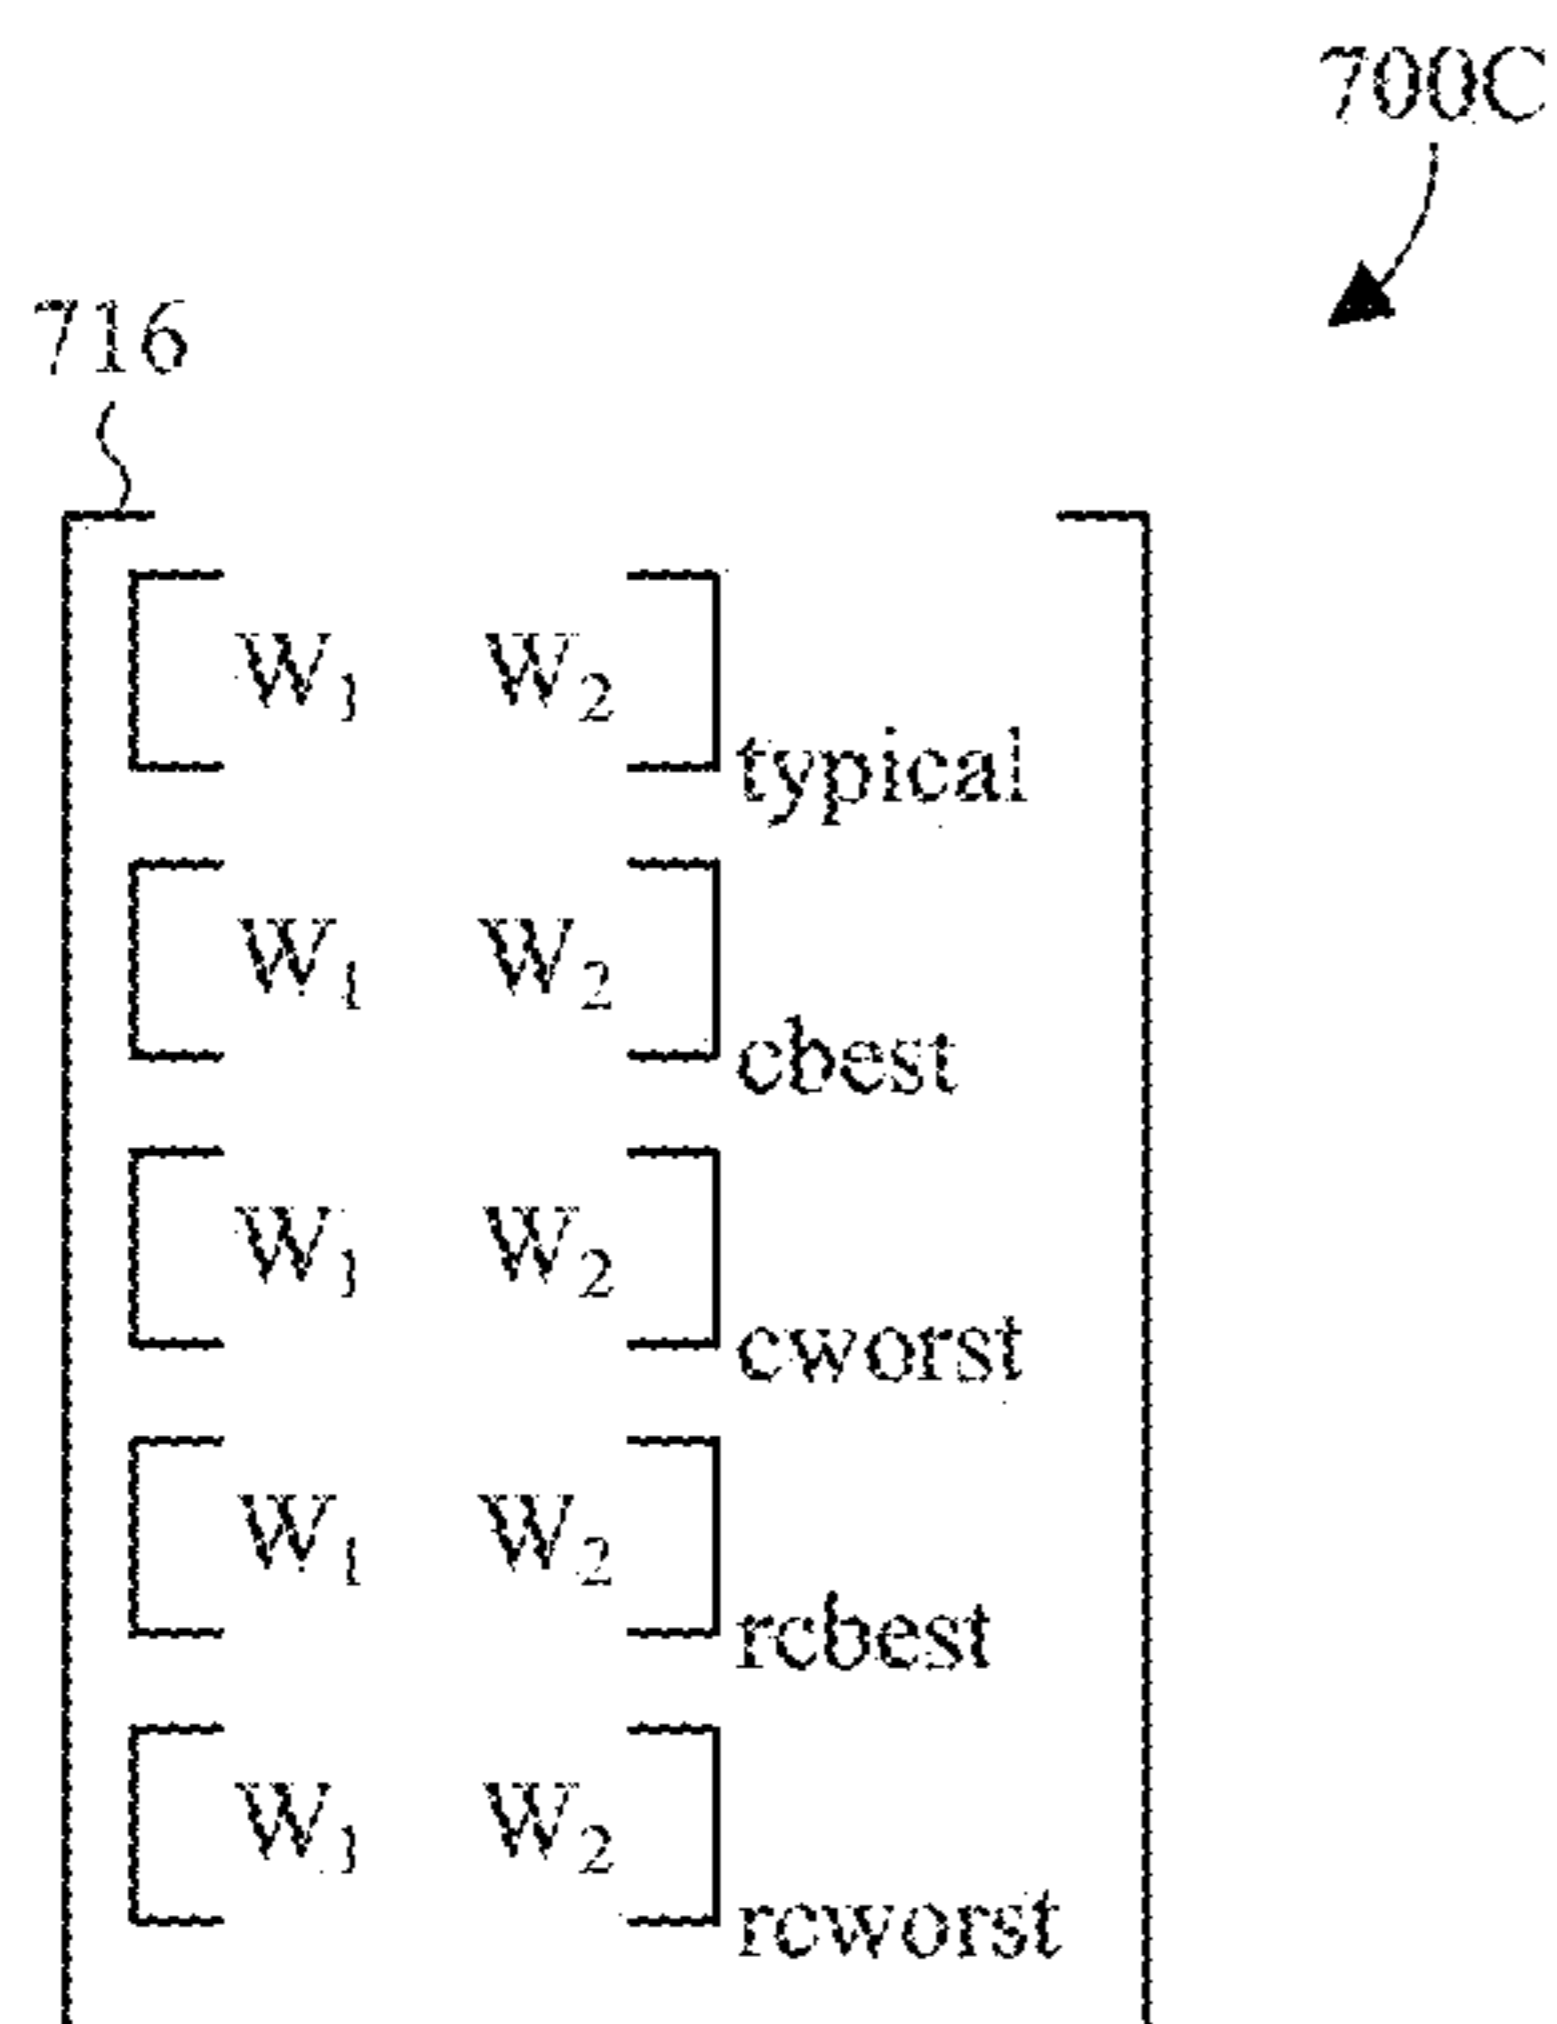 700C
716
W₁ W₂
typical
W₁ W₂
cbest
W₁ W₂
cworst
W₁ W₂
rcbest
W₁ W₂
rcworst